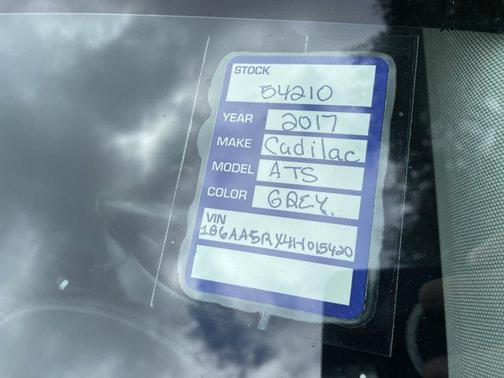 STOCK
54210
YEAR 2017
MAKE Cadilac
MODEL ATS
COLOR GREY
VIN